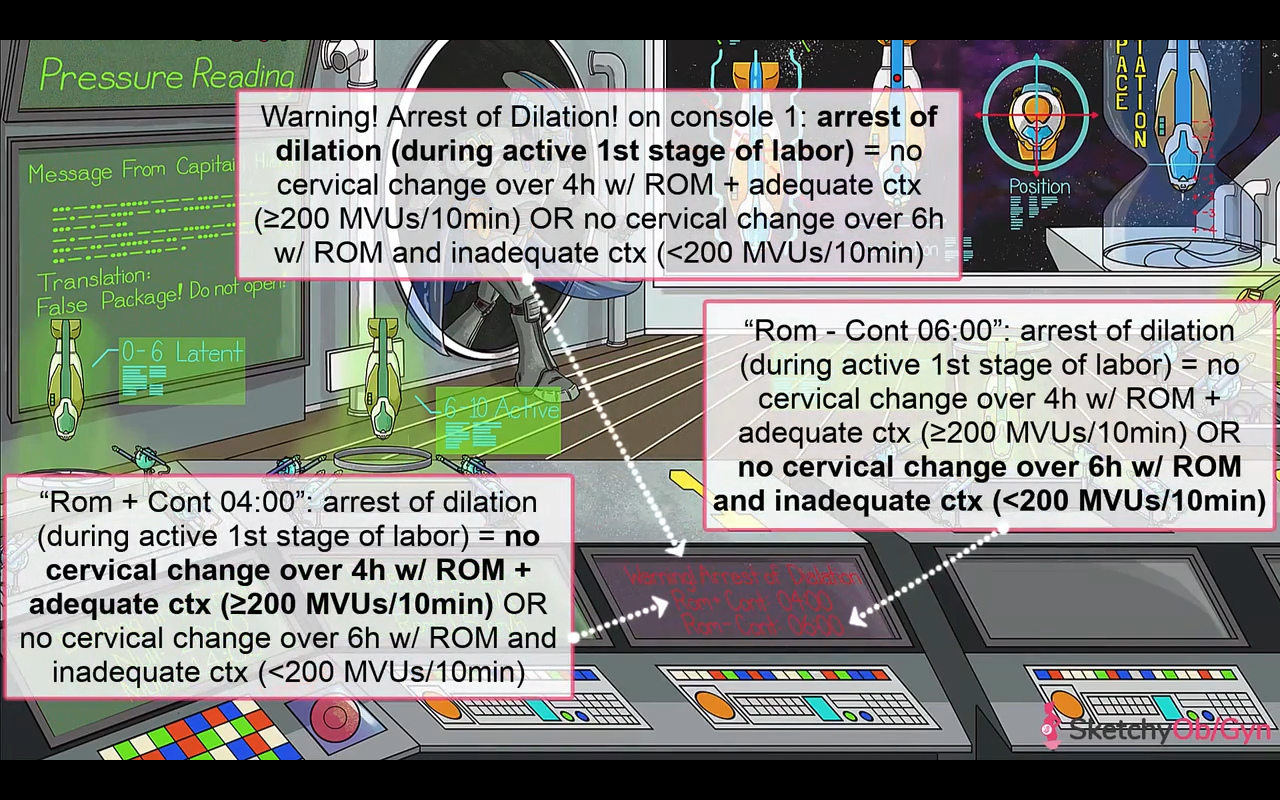 Pressure Reading
PACE
TATION
Warning! Arrest of Dilation! on console 1: arrest of
dilation (during active 1st stage of labor) = no
cervical change over 4h w/ ROM + adequate ctx
(≥200 MVUs/10min) OR no cervical change over 6h
w/ ROM and inadequate ctx (<200 MVUs/10min)
Message From Capitai
Translation:
False Package! Do not open!
Position
-3
-4
0-6 Latent
6-10 Active
“Rom - Cont 06:00”: arrest of dilation
(during active 1st stage of labor) = no
cervical change over 4h w/ ROM +
adequate ctx (≥200 MVUs/10min) OR
no cervical change over 6h w/ ROM
and inadequate ctx (<200 MVUs/10min)
“Rom + Cont 04:00”: arrest of dilation
(during active 1st stage of labor) = no
cervical change over 4h w/ ROM +
adequate ctx (≥200 MVUs/10min) OR
no cervical change over 6h w/ ROM and
inadequate ctx (<200 MVUs/10min)
Warning Arrest of Dialation
Rom+ Cont 04:00
Rom- Cont 06:00
SketchyOb/Gyn